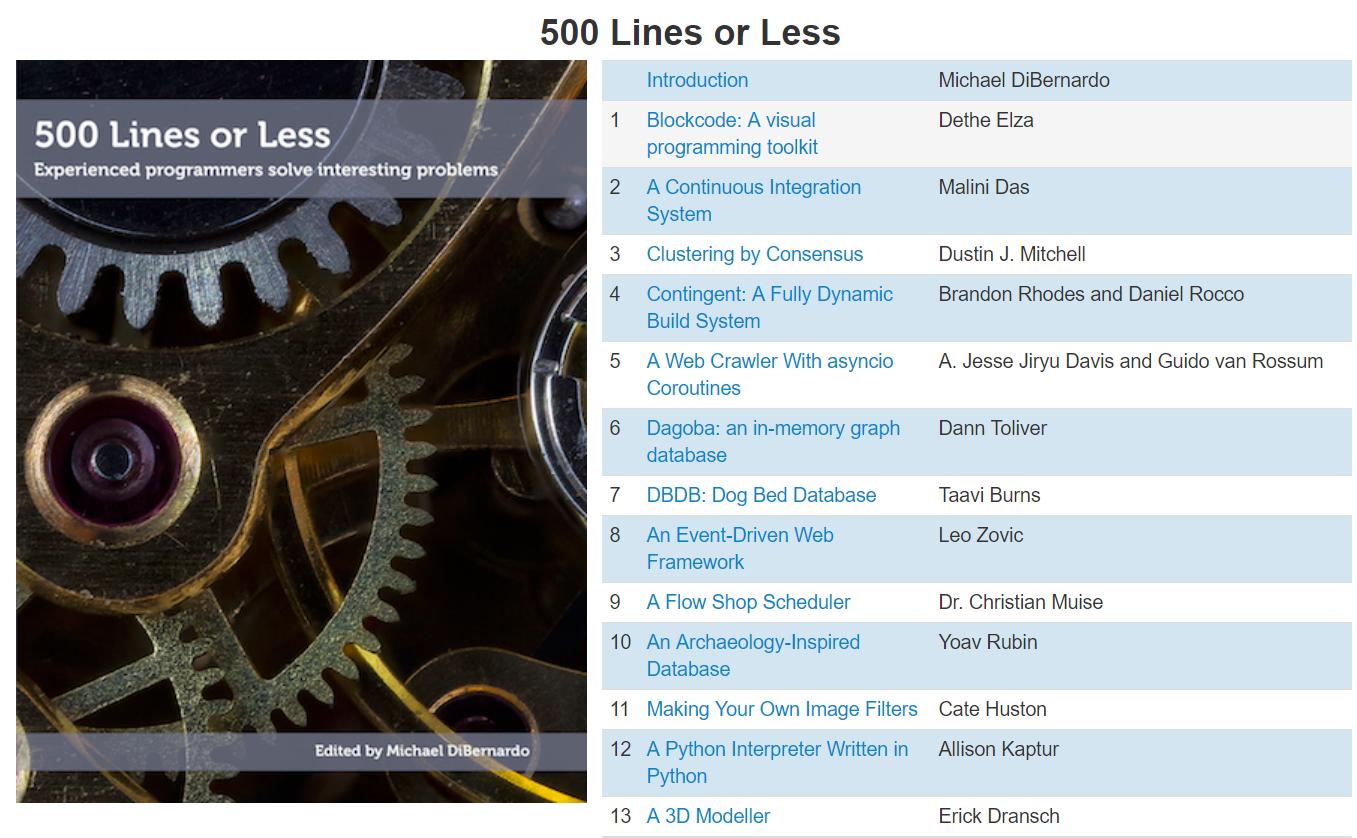 500 Lines or Less
500 Lines or Less
Experienced programmers solve interesting problems
Edited by Michael DiBernardo
Introduction Michael DiBernardo
1 Blockcode: A visual Dethe Elza
programming toolkit
2 A Continuous Integration Malini Das
System
3 Clustering by Consensus Dustin J. Mitchell
4 Contingent: A Fully Dynamic Brandon Rhodes and Daniel Rocco
Build System
5 A Web Crawler With asyncio A. Jesse Jiryu Davis and Guido van Rossum
Coroutines
6 Dagoba: an in-memory graph Dann Toliver
database
7 DBDB: Dog Bed Database Taavi Burns
8 An Event-Driven Web Leo Zovic
Framework
9 A Flow Shop Scheduler Dr. Christian Muise
10 An Archaeology-Inspired Yoav Rubin
Database
11 Making Your Own Image Filters Cate Huston
12 A Python Interpreter Written in Allison Kaptur
Python
13 A 3D Modeller Erick Dransch